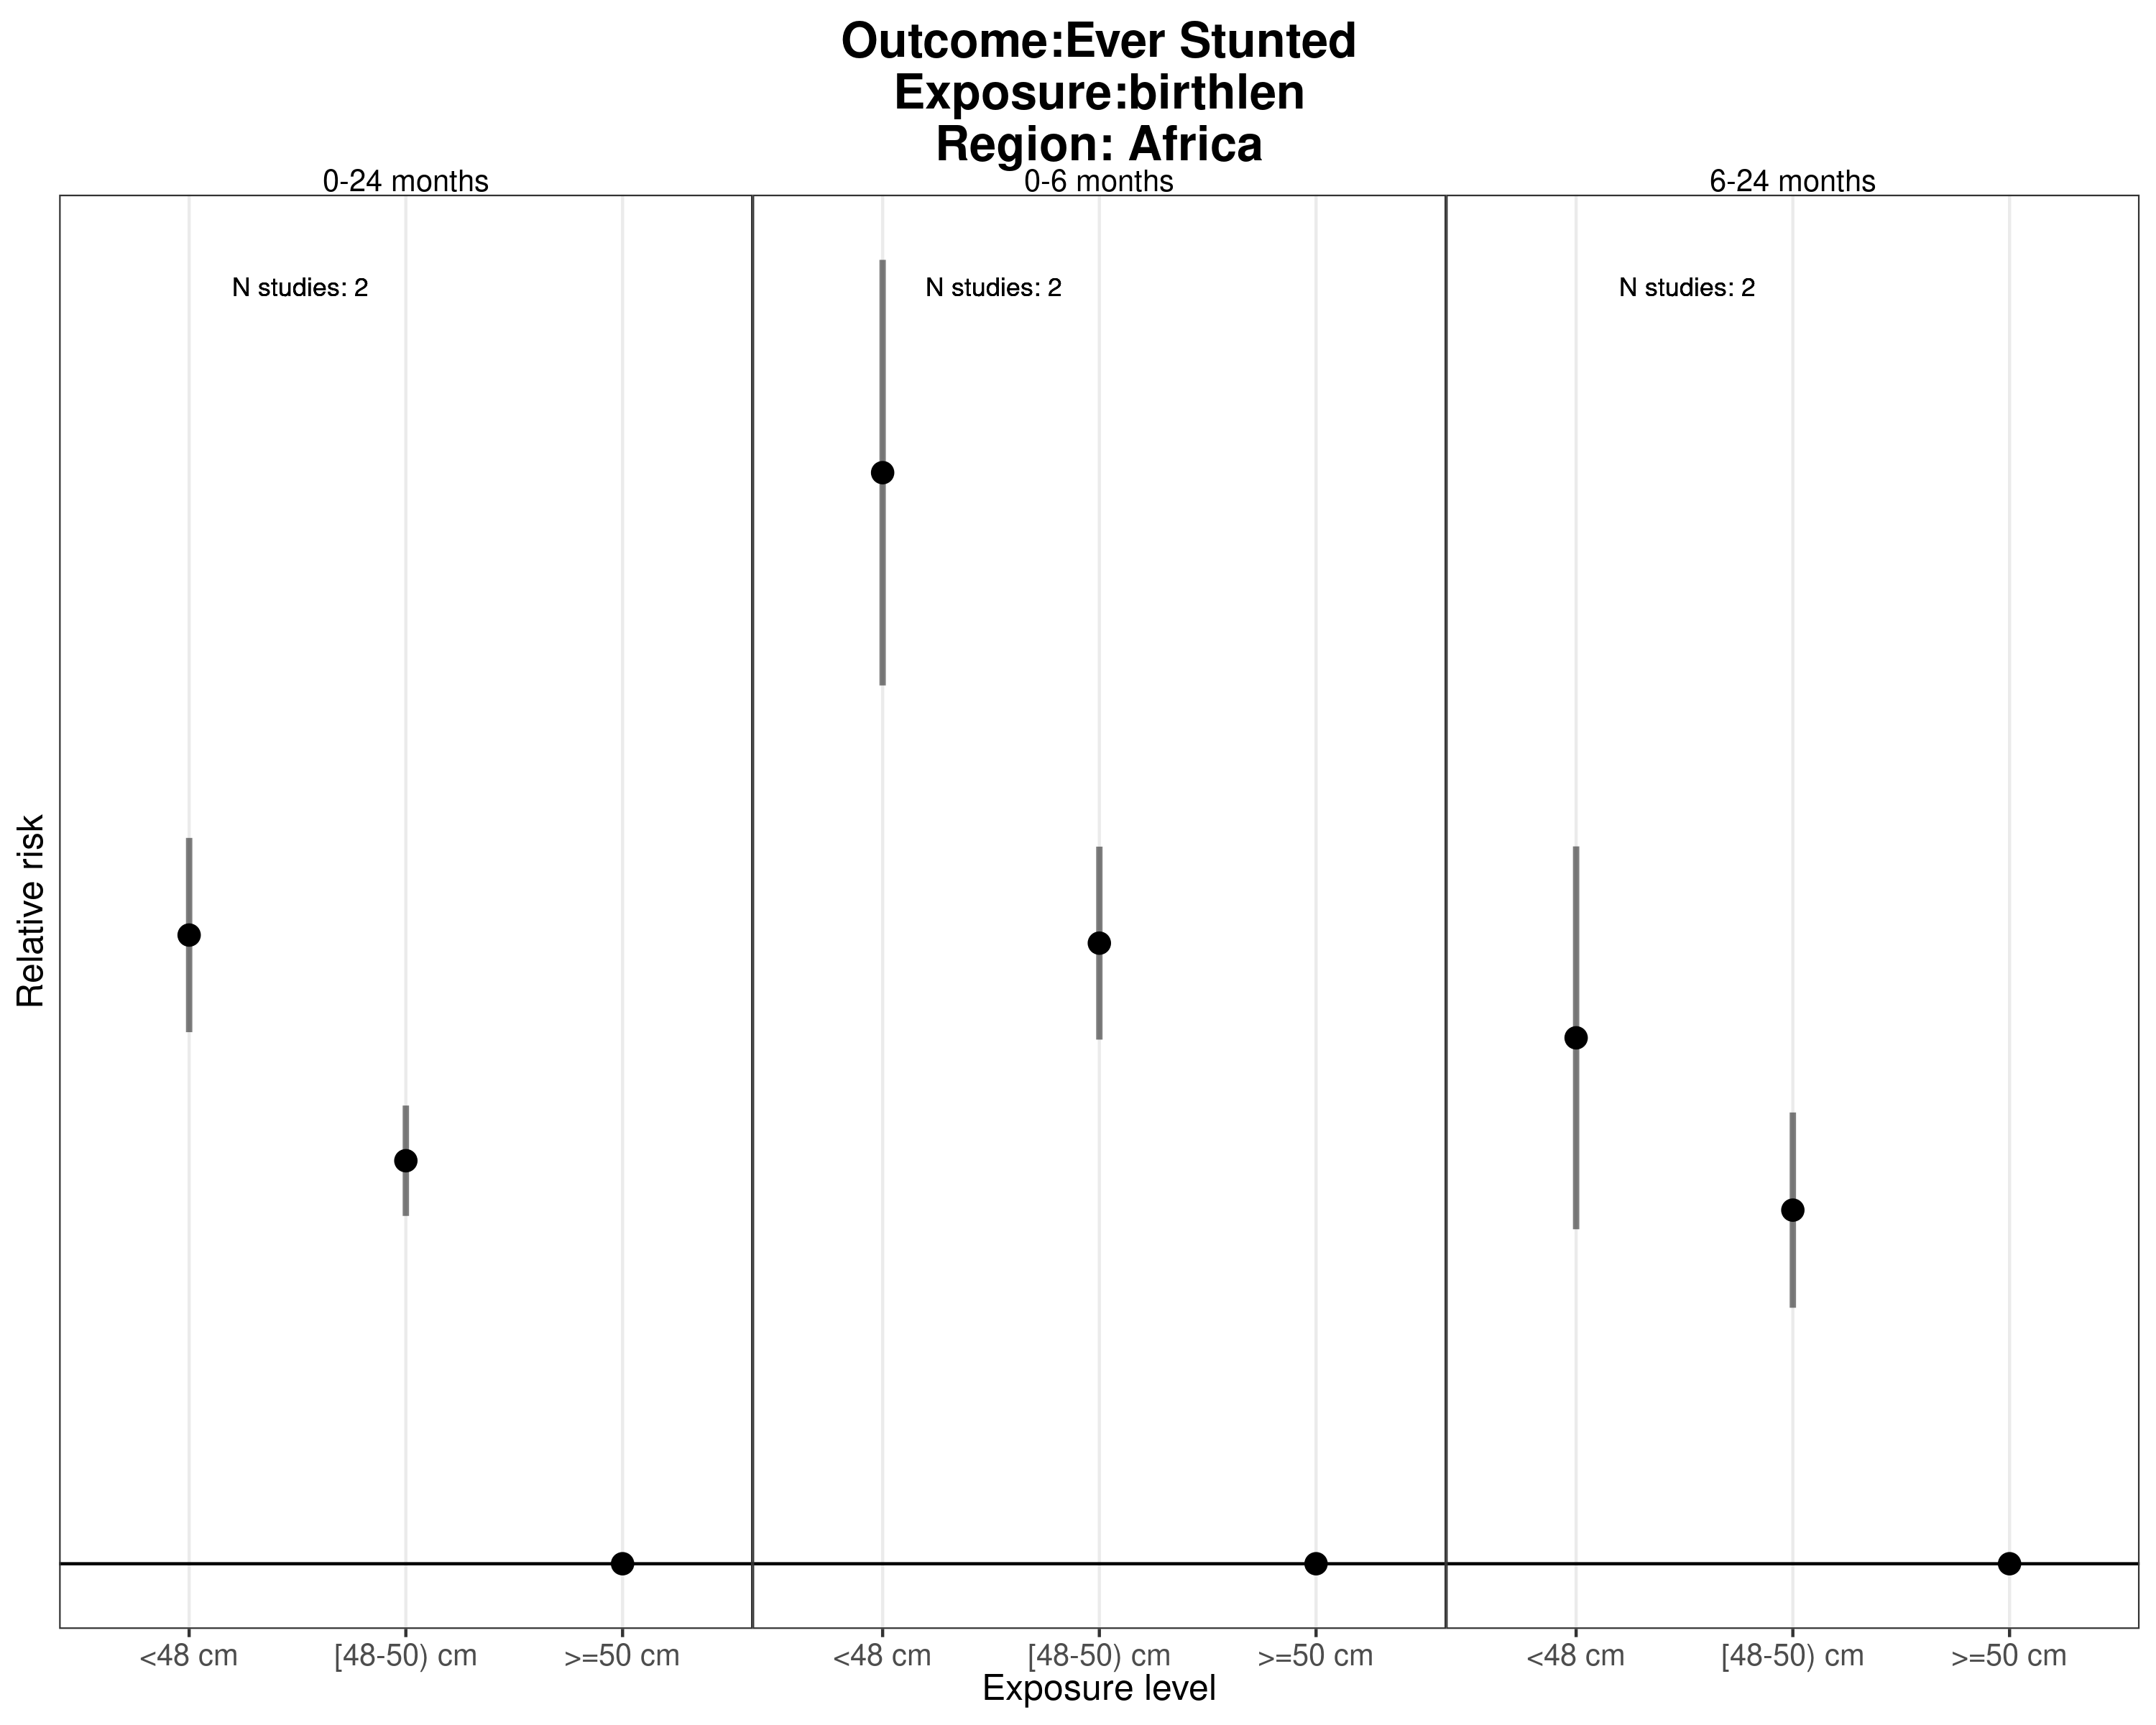 Outcome:Ever Stunted
Exposure:birthlen
Region: Africa
0-24 months
0-6 months
6-24 months
N studies: 2
N studies: 2
N studies: 2
Relative risk
<48 cm
[48-50) cm
>=50 cm
<48 cm
[48-50) cm
>=50 cm
<48 cm
[48-50) cm
>=50 cm
Exposure level